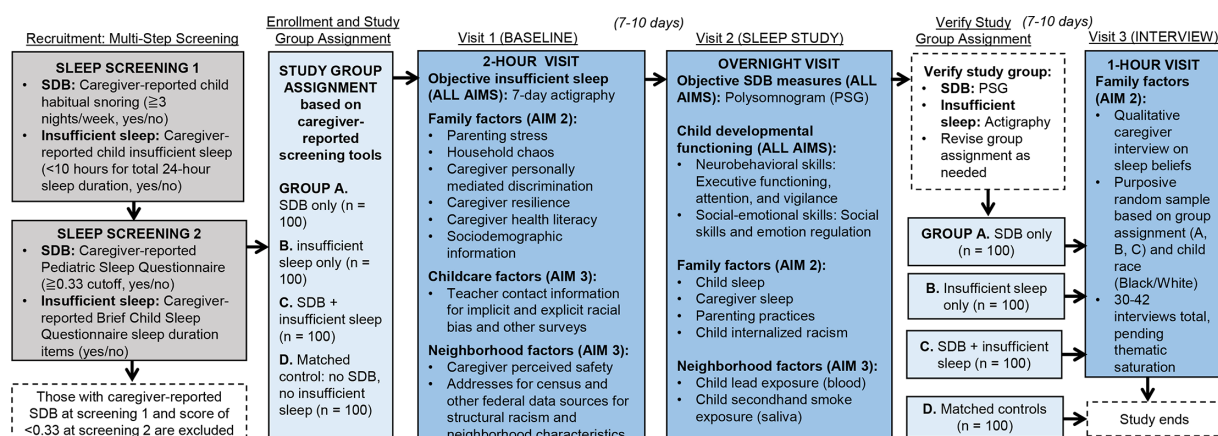 Recruitment: Multi-Step Screening
SLEEP SCREENING 1
• SDB: Caregiver-reported child
habitual snoring (≧3
nights/week, yes/no)
• Insufficient sleep: Caregiver-
reported child insufficient sleep
(<10 hours for total 24-hour
sleep duration, yes/no)
SLEEP SCREENING 2
• SDB: Caregiver-reported
Pediatric Sleep Questionnaire
(≧0.33 cutoff, yes/no)
• Insufficient sleep: Caregiver-
reported Brief Child Sleep
Questionnaire sleep duration
items (yes/no)
Those with caregiver-reported
SDB at screening 1 and score of
<0.33 at screening 2 are excluded
Enrollment and Study
Group Assignment
STUDY GROUP
ASSIGNMENT
based on
caregiver-
reported
screening tools
GROUP A.
SDB only (n =
100)
B. insufficient
sleep only (n =
100)
C. SDB +
insufficient sleep
(n = 100)
D. Matched
control: no SDB,
no insufficient
sleep (n = 100)
Visit 1 (BASELINE)
2-HOUR VISIT
Objective insufficient sleep
(ALL AIMS): 7-day actigraphy
Family factors (AIM 2):
• Parenting stress
• Household chaos
• Caregiver personally
mediated discrimination
• Caregiver resilience
• Caregiver health literacy
• Sociodemographic
information
Childcare factors (AIM 3):
• Teacher contact information
for implicit and explicit racial
bias and other surveys
Neighborhood factors (AIM 3):
• Caregiver perceived safety
• Addresses for census and
other federal data sources for
structural racism and
neighborhood characteristics
(7-10 days)
Visit 2 (SLEEP STUDY)
OVERNIGHT VISIT
Objective SDB measures (ALL
AIMS): Polysomnogram (PSG)
Child developmental
functioning (ALL AIMS):
• Neurobehavioral skills:
Executive functioning,
attention, and vigilance
• Social-emotional skills: Social
skills and emotion regulation
Family factors (AIM 2):
• Child sleep
• Caregiver sleep
• Parenting practices
• Child internalized racism
Neighborhood factors (AIM 3):
• Child lead exposure (blood)
• Child secondhand smoke
exposure (saliva)
Verify Study
Group Assignment
Verify study group:
• SDB: PSG
• Insufficient
sleep: Actigraphy
• Revise group
assignment as
needed
GROUP A. SDB only
(n = 100)
B. Insufficient sleep
only (n = 100)
C. SDB + insufficient
sleep (n = 100)
D. Matched controls
(n = 100)
(7-10 days)
Visit 3 (INTERVIEW)
1-HOUR VISIT
Family factors
(AIM 2):
• Qualitative
caregiver
interview on
sleep beliefs
• Purposive
random sample
based on group
assignment (A,
B, C) and child
race
(Black/White)
• 30-42
interviews total,
pending
thematic
saturation
Study ends